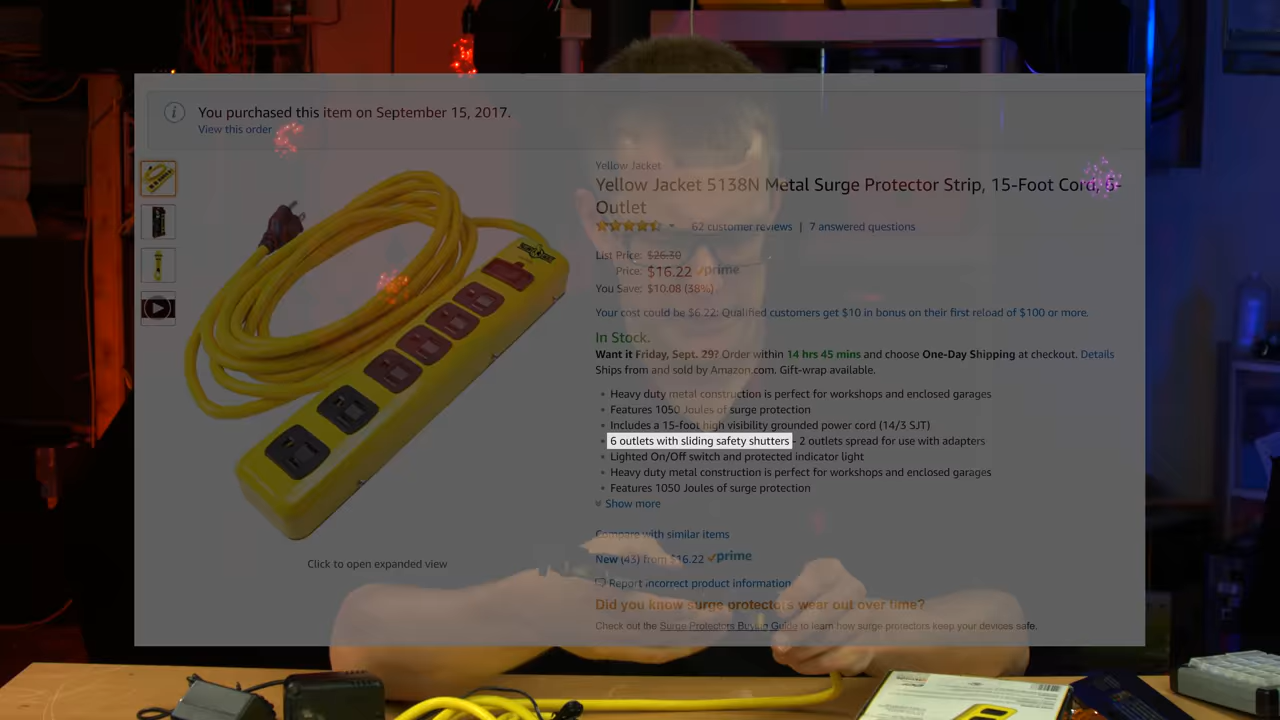 You purchased this item on September 15, 2017.
View this order
Yellow Jacket
Yellow Jacket 5138N Metal Surge Protector Strip, 15-Foot Cord, 6-
Outlet
62 customer reviews | 7 answered questions
List Price: $26.30
Price: $16.22 prime
You Save: $10.08 (38%)
Your cost could be $6.22: Qualified customers get $10 in bonus on their first reload of $100 or more.
In Stock.
Want it Friday, Sept. 29? Order within 14 hrs 45 mins and choose One-Day Shipping at checkout. Details
Ships from and sold by Amazon.com. Gift-wrap available.
• Heavy duty metal construction is perfect for workshops and enclosed garages
• Features 1050 Joules of surge protection
• Includes a 15-foot high visibility grounded power cord (14/3 SJT)
• 6 outlets with sliding safety shutters - 2 outlets spread for use with adapters
• Lighted On/Off switch and protected indicator light
• Heavy duty metal construction is perfect for workshops and enclosed garages
• Features 1050 Joules of surge protection
Show more
Compare with similar items
New (43) from $16.22 prime
Report incorrect product information
Did you know surge protectors wear out over time?
Check out the Surge Protectors Buying Guide to learn how surge protectors keep your devices safe.
Click to open expanded view